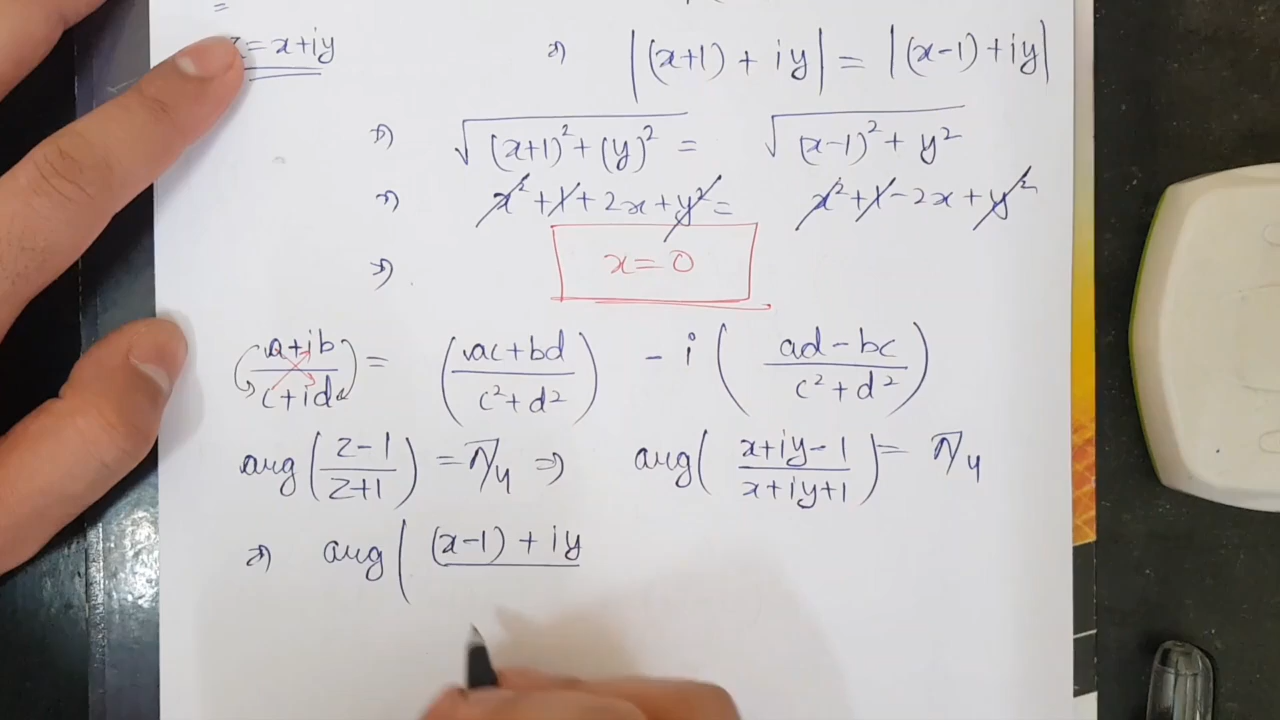 =
z = x+iy ⇒ |(x+1) + iy| = |(x-1) + iy|
⇒ √((x+1)² + (y)²) = √((x-1)² + y²)
⇒ x² + 1 + 2x + y² = x² + 1 - 2x + y²
⇒ x = 0
(a+ib)/(c+id) = ((ac+bd)/(c²+d²)) - i((ad-bc)/(c²+d²))
arg((z-1)/(z+1)) = π/4 ⇒ arg((x+iy-1)/(x+iy+1)) = π/4
⇒ arg( (x-1) + iy